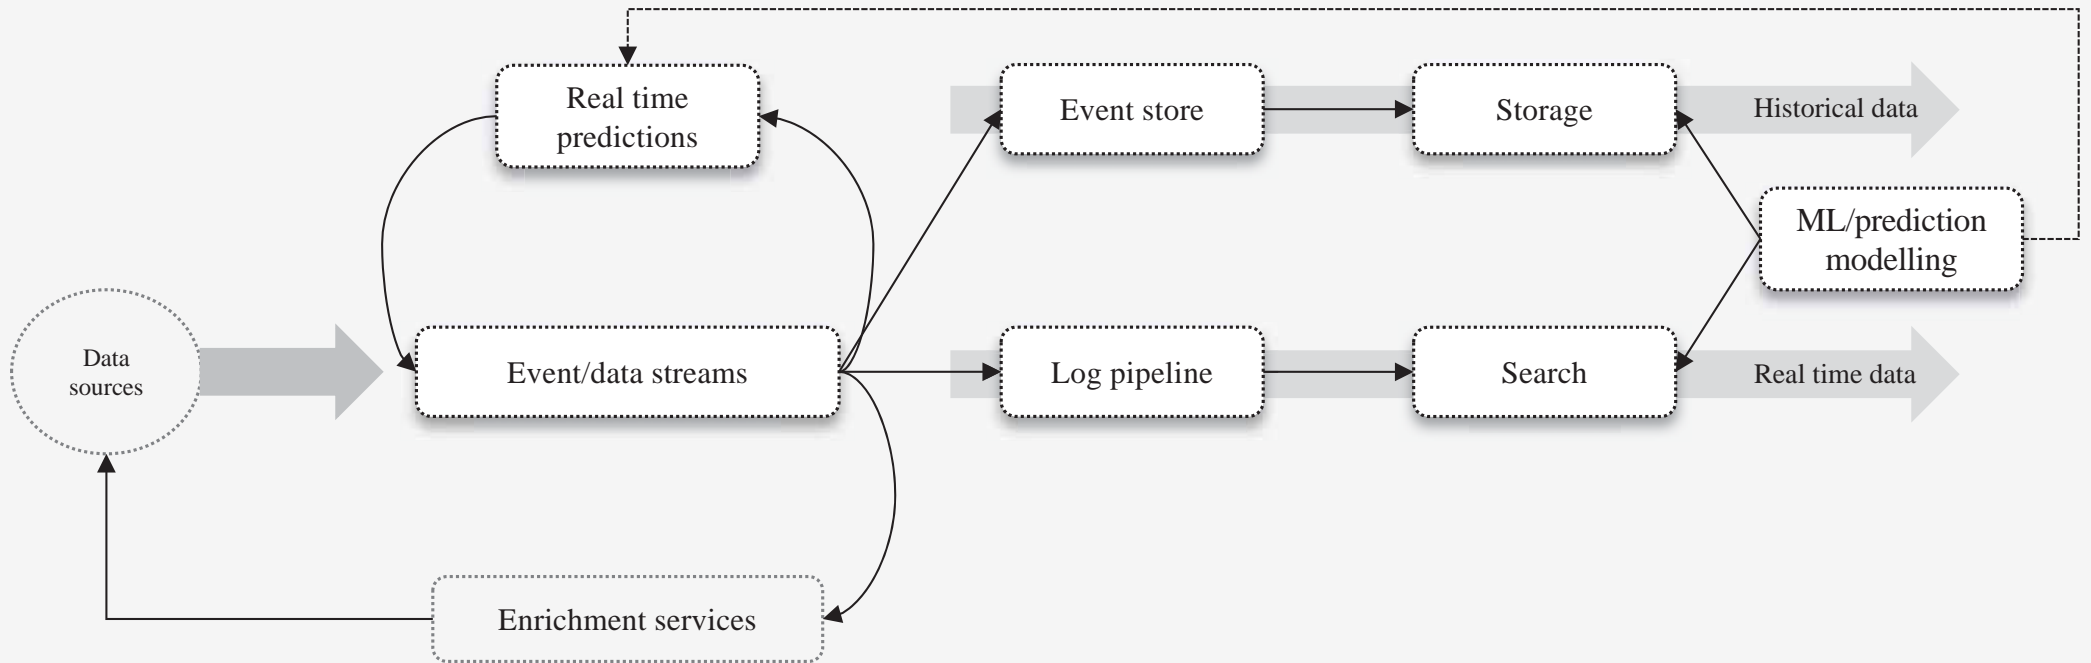 Real time
predictions
Event store
Storage
Historical data
ML/prediction
modelling
Data
sources
Event/data streams
Log pipeline
Search
Real time data
Enrichment services